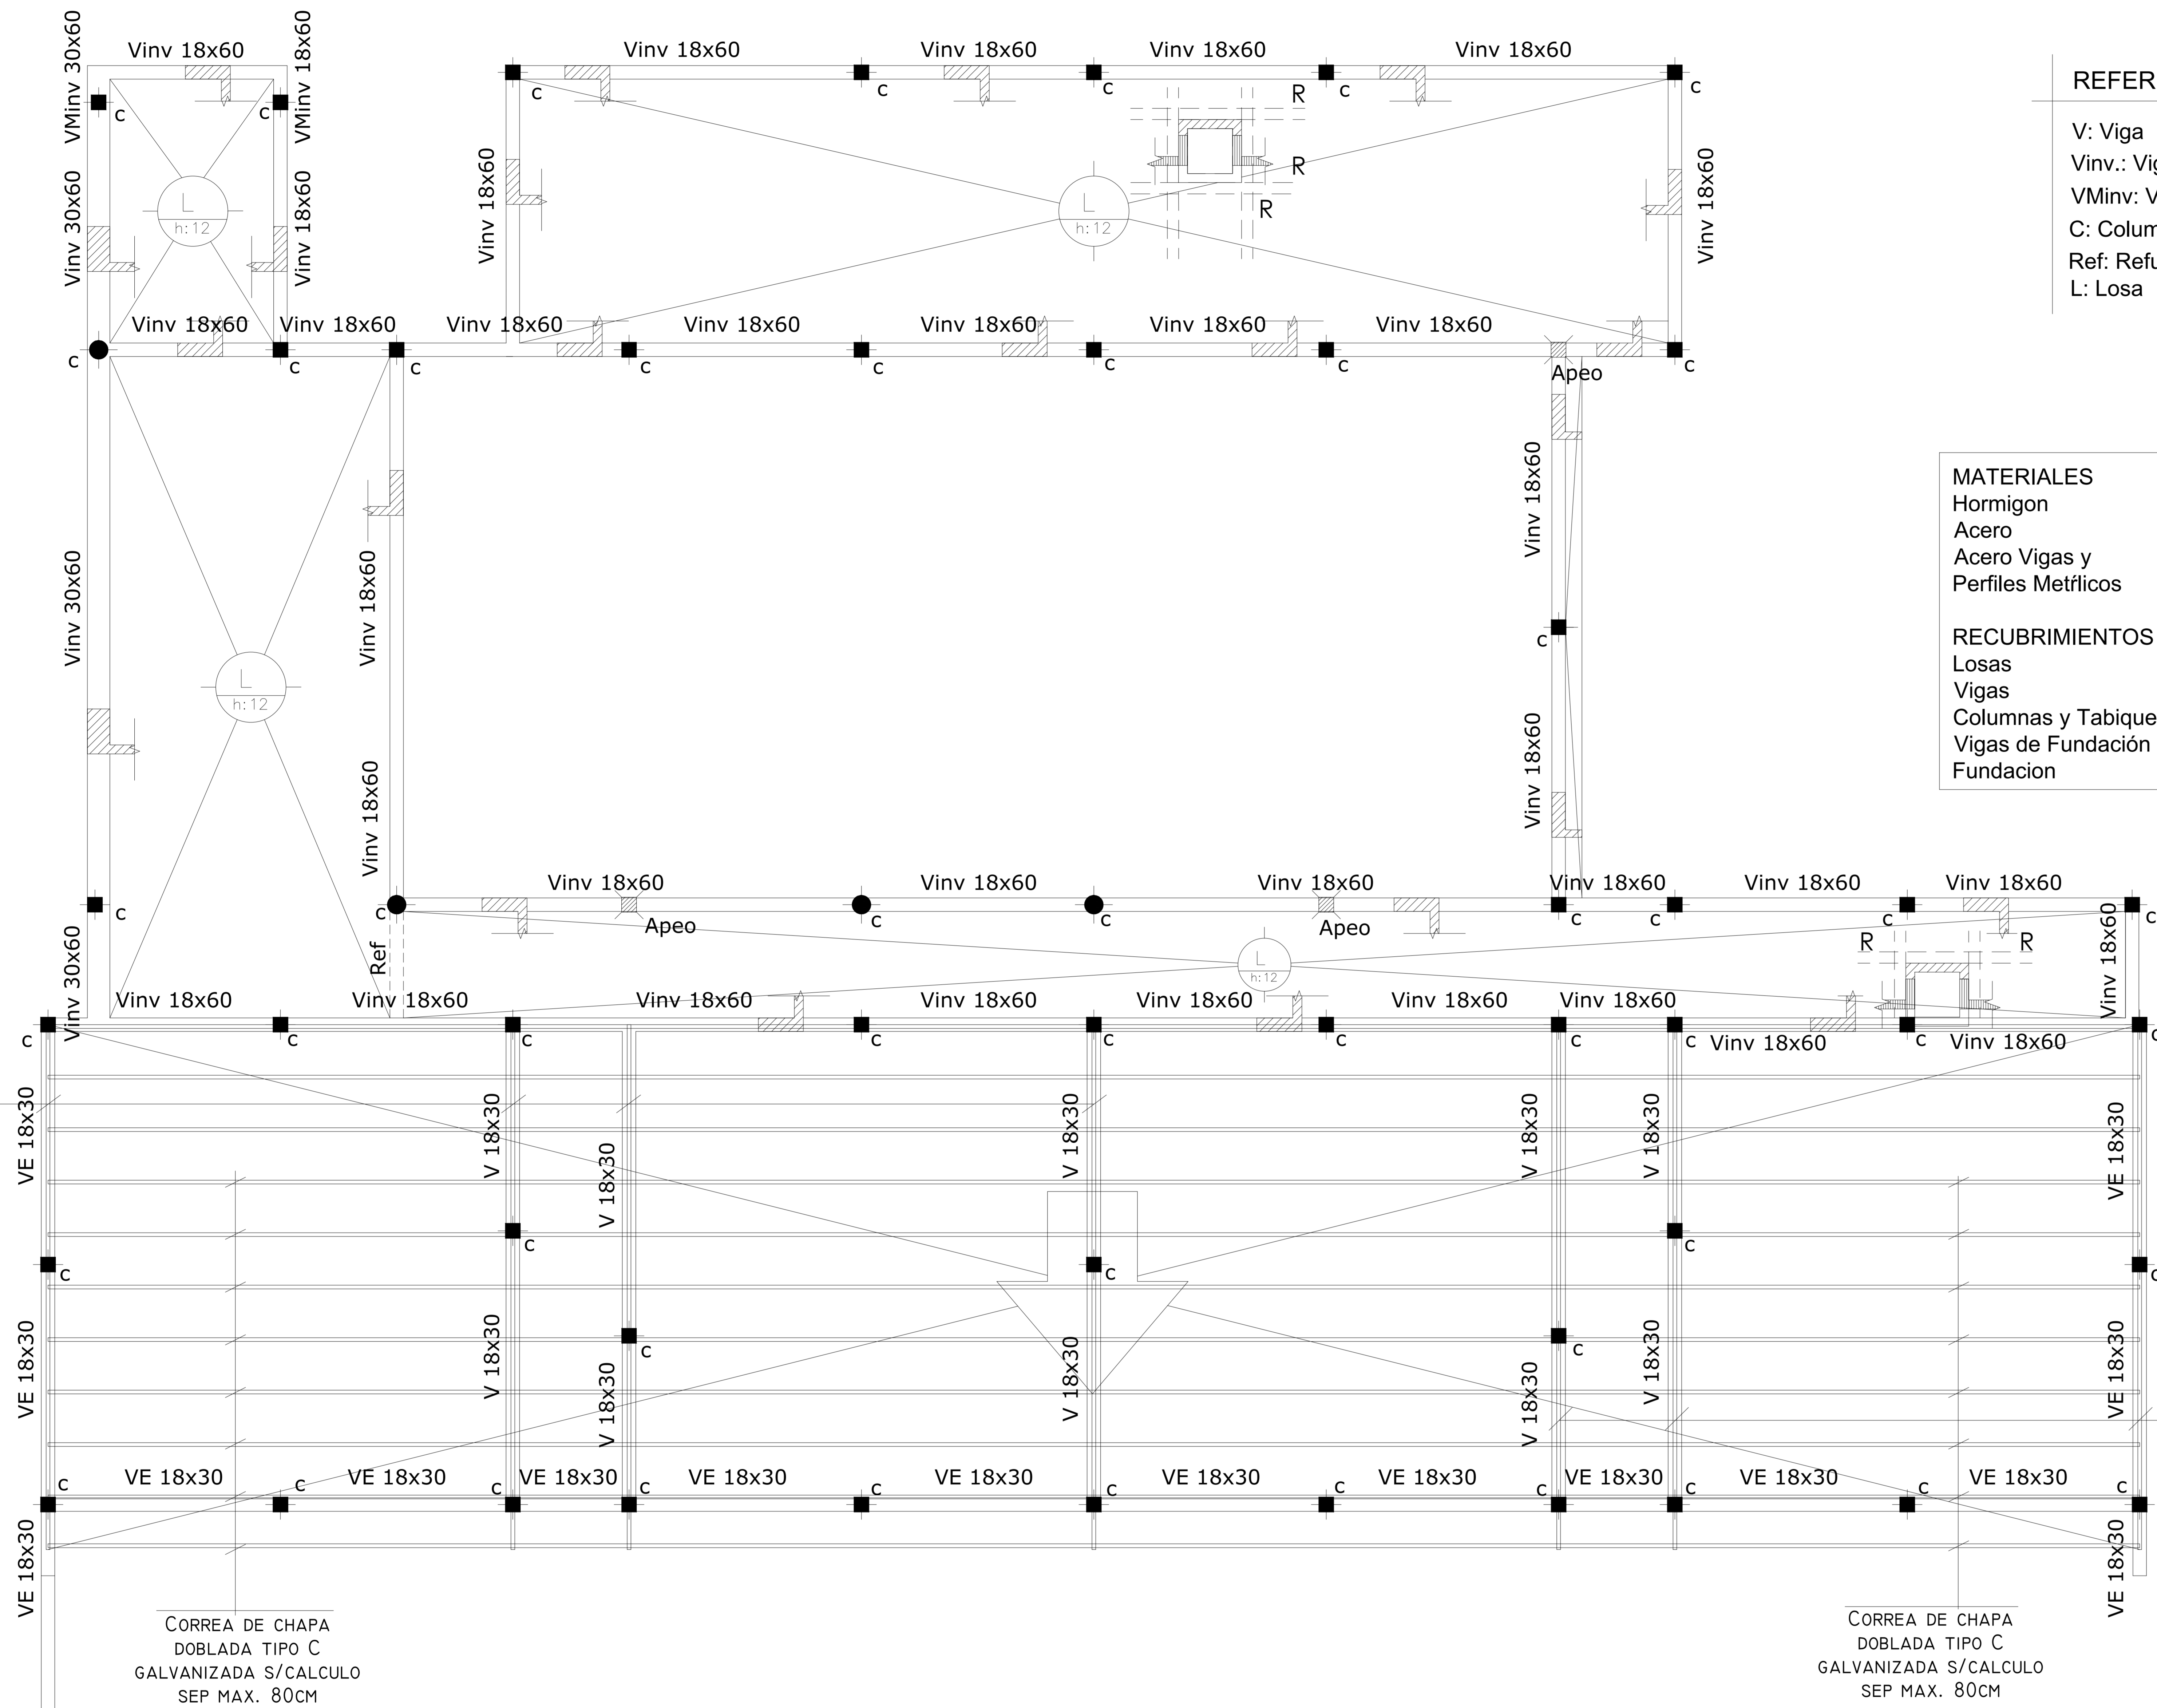 VMinv 30x60
Vinv 18x60
VMinv 18x60
Vinv 18x60
Vinv 18x60
Vinv 18x60
Vinv 18x60
c
c
c
c
c
c
c
R
R
R
Vinv 30x60
L
h:12
Vinv 18x60
Vinv 18x60
L
h:12
Vinv 18x60
Vinv 18x60
Vinv 18x60
Vinv 18x60
Vinv 18x60
Vinv 18x60
Vinv 18x60
Vinv 18x60
c
c
c
c
c
c
c
Apeo
c
REFER
V: Viga
Vinv.: Vig
VMinv: V
C: Colum
Ref: Refu
L: Losa
MATERIALES
Hormigon
Acero
Acero Vigas y
Perfiles Metŕlicos
RECUBRIMIENTOS
Losas
Vigas
Columnas y Tabique
Vigas de Fundación
Fundacion
Vinv 30x60
Vinv 18x60
Vinv 18x60
c
L
h:12
Vinv 18x60
Vinv 18x60
c
c
Vinv 18x60
Apeo
Vinv 18x60
c
c
Vinv 18x60
Apeo
Vinv 18x60
c
c
Vinv 18x60
c
Vinv 18x60
c
Ref
L
h:12
R
R
Vinv 18x60
Vinv 30x60
Vinv 18x60
Vinv 18x60
Vinv 18x60
Vinv 18x60
Vinv 18x60
Vinv 18x60
Vinv 18x60
Vinv 18x60
Vinv 18x60
c
c
c
c
c
c
c
c
c
c
VE 18x30
V 18x30
V 18x30
V 18x30
V 18x30
V 18x30
VE 18x30
c
c
c
c
c
c
c
VE 18x30
V 18x30
V 18x30
V 18x30
V 18x30
V 18x30
VE 18x30
VE 18x30
VE 18x30
VE 18x30
VE 18x30
VE 18x30
VE 18x30
VE 18x30
VE 18x30
VE 18x30
VE 18x30
c
c
c
c
c
c
c
c
c
c
c
VE 18x30
VE 18x30
CORREA DE CHAPA
DOBLADA TIPO C
GALVANIZADA S/CALCULO
SEP MAX. 80CM
CORREA DE CHAPA
DOBLADA TIPO C
GALVANIZADA S/CALCULO
SEP MAX. 80CM